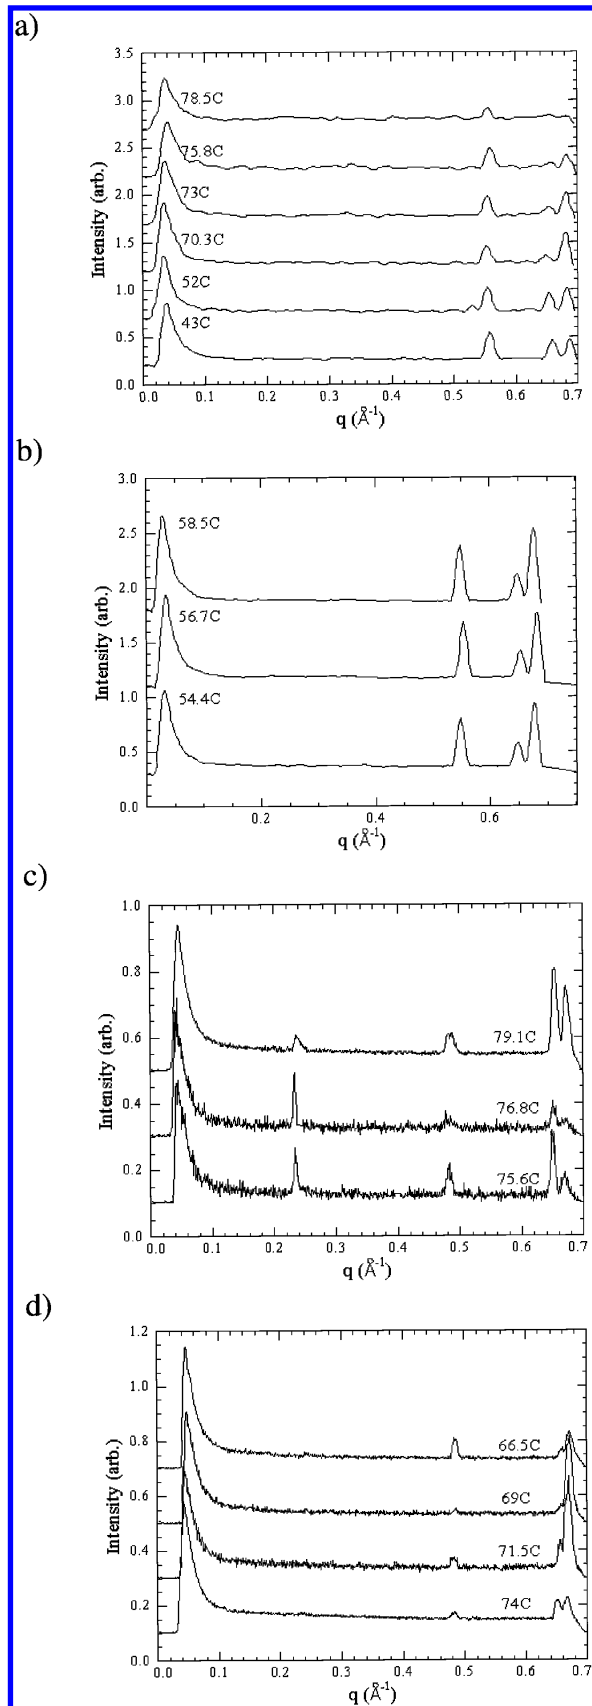 a)
3.5
3.0
2.5
2.0
1.5
1.0
0.5
0.0
Intensity (arb.)
78.5C
75.8C
73C
70.3C
52C
43C
0.0 0.1 0.2 0.3 0.4 0.5 0.6 0.7
q (Å-1)
b)
3.0
2.5
2.0
1.5
1.0
0.5
0.0
Intensity (arb.)
58.5C
56.7C
54.4C
0.2 0.4 0.6
q (Å-1)
c)
1.0
0.8
0.6
0.4
0.2
0.0
Intensity (arb.)
79.1C
76.8C
75.6C
0.0 0.1 0.2 0.3 0.4 0.5 0.6 0.7
q (Å-1)
d)
1.2
1.0
0.8
0.6
0.4
0.2
0.0
Intensity (arb.)
66.5C
69C
71.5C
74C
0.0 0.1 0.2 0.3 0.4 0.5 0.6 0.7
q (Å-1)